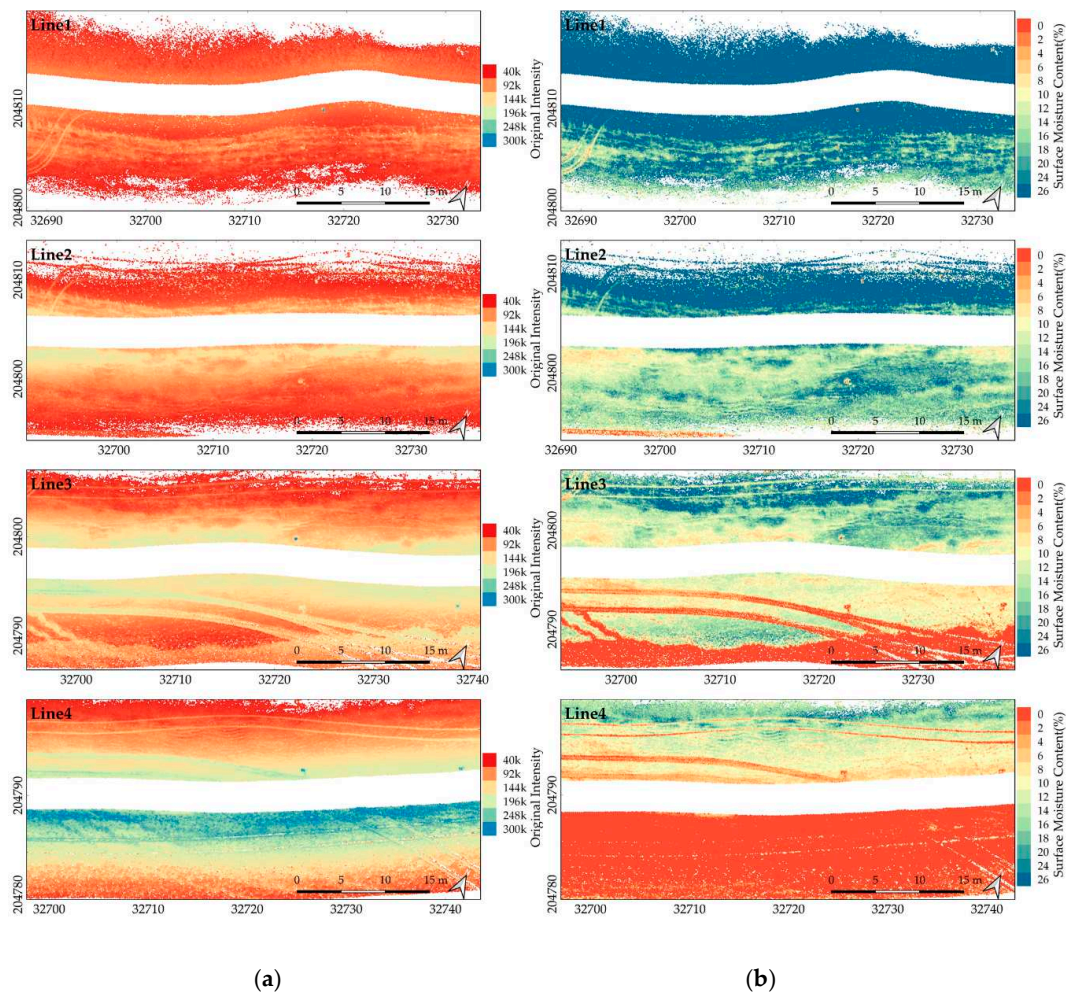 Line1
204810
204800
32690
32700
32710
32720
32730
0
5
10
15 m
40k
92k
144k
196k
248k
300k
Original Intensity
Line1
204810
204800
32690
32700
32710
32720
32730
0
5
10
15 m
0
2
4
6
8
10
12
14
16
18
20
24
26
Surface Moisture Content(%)
Line2
204810
204800
32700
32710
32720
32730
0
5
10
15 m
40k
92k
144k
196k
248k
300k
Original Intensity
Line2
204810
204800
32690
32700
32710
32720
32730
0
5
10
15 m
0
2
4
6
8
10
12
14
16
18
20
24
26
Surface Moisture Content(%)
Line3
204800
204790
32700
32710
32720
32730
32740
0
5
10
15 m
40k
92k
144k
196k
248k
300k
Original Intensity
Line3
204800
204790
32700
32710
32720
32730
0
5
10
15 m
0
2
4
6
8
10
12
14
16
18
20
24
26
Surface Moisture Content(%)
Line4
204790
204780
32700
32710
32720
32730
32740
0
5
10
15 m
40k
92k
144k
196k
248k
300k
Original Intensity
Line4
204790
204780
32700
32710
32720
32730
32740
0
5
10
15 m
0
2
4
6
8
10
12
14
16
18
20
24
26
Surface Moisture Content(%)
(a)
(b)